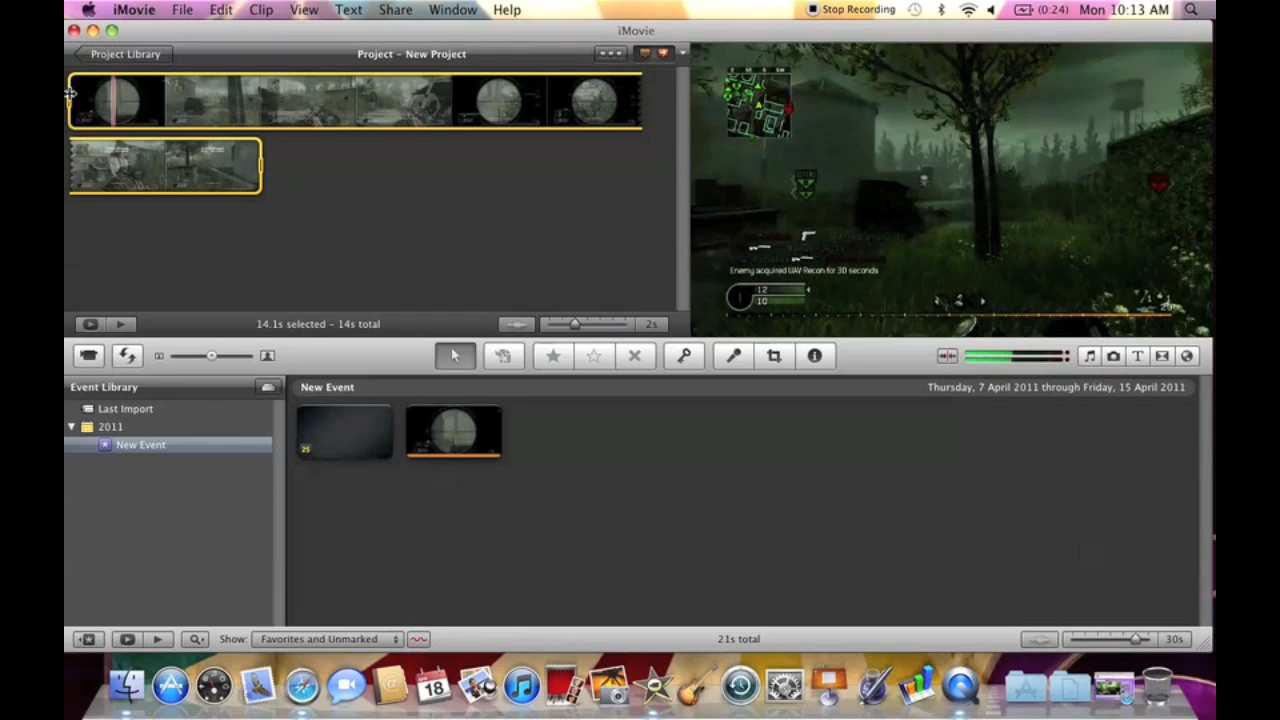 iMovie File Edit Clip View Text Share Window Help Stop Recording (0:24) Mon 10:13 AM
iMovie
Project Library Project - New Project
Enemy acquired UAV Recon for 30 seconds
12
10
14.1s selected - 14s total 2s
Event Library New Event Thursday, 7 April 2011 through Friday, 15 April 2011
Last Import
2011
New Event
2s
Show: Favorites and Unmarked 21s total 30s
18